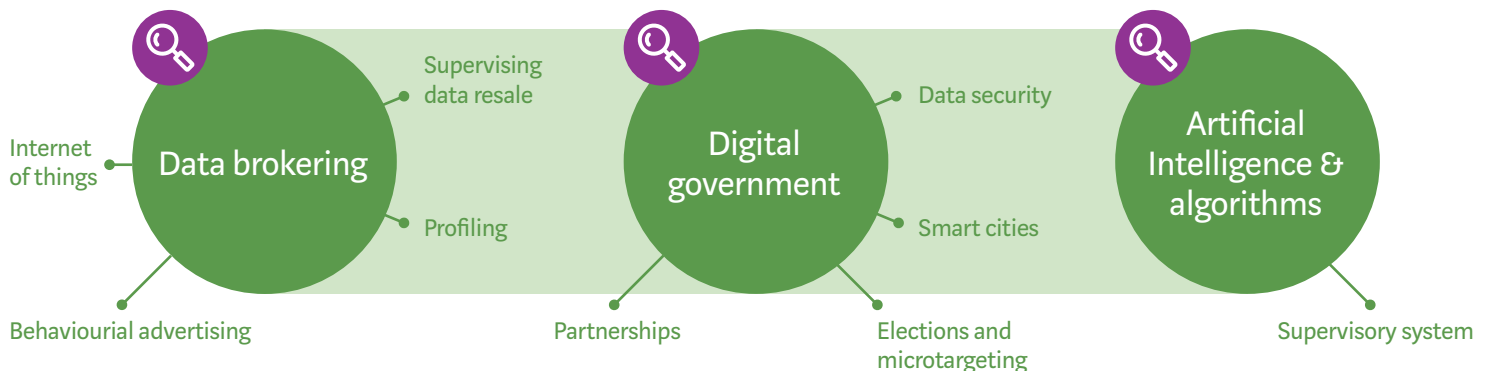 Internet
of things
Data brokering
Supervising
data resale
Profiling
Behaviourial advertising
Digital
government
Data security
Smart cities
Partnerships
Elections and
microtargeting
Artificial
Intelligence &
algorithms
Supervisory system